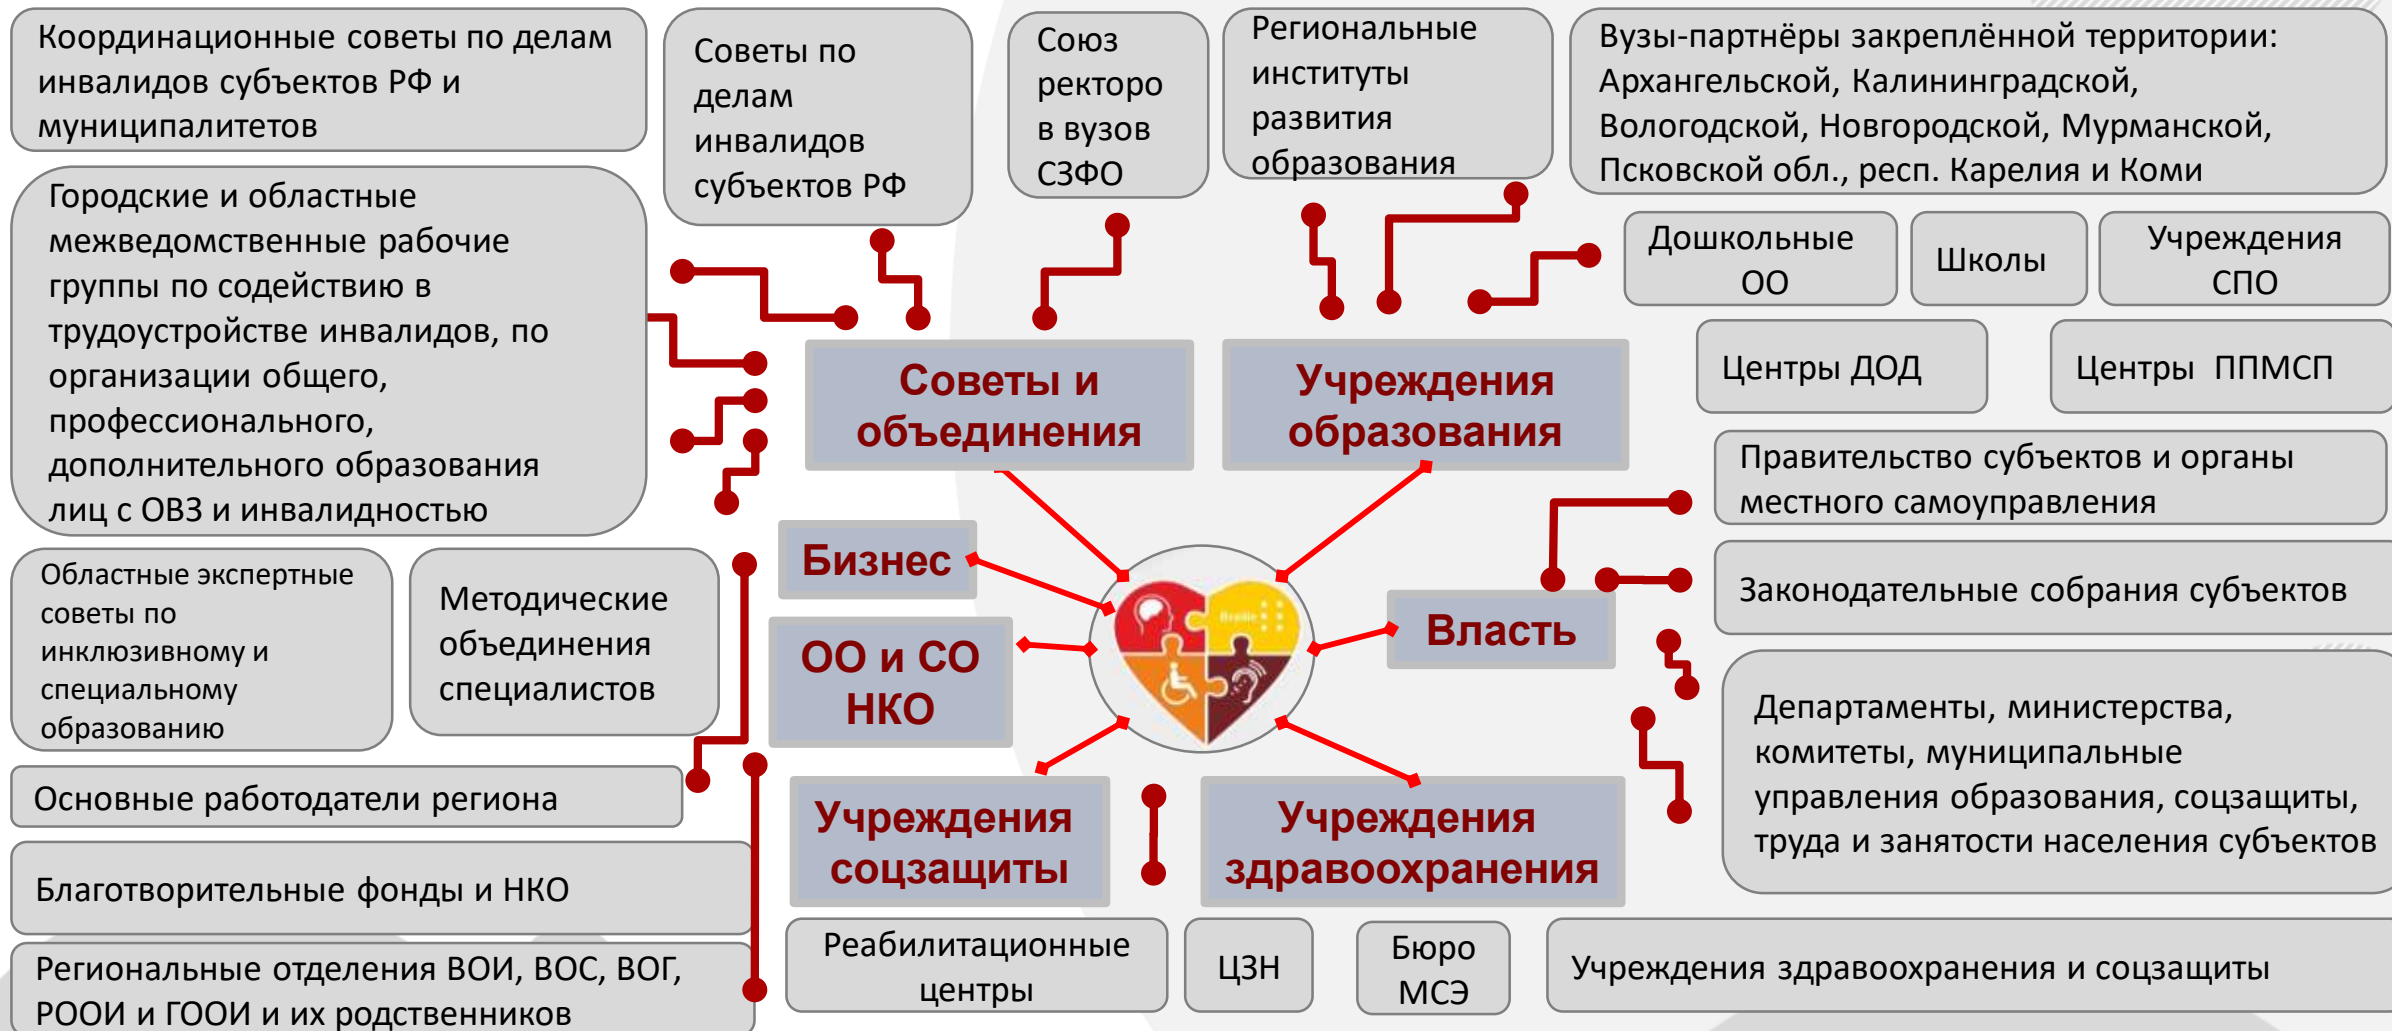 Координационные советы по делам
инвалидов субъектов РФ и
муниципалитетов
Советы по
делам
инвалидов
субъектов РФ
Союз
ректоро
в вузов
СЗФО
Региональные
институты
развития
образования
Вузы-партнёры закреплённой территории:
Архангельской, Калининградской,
Вологодской, Новгородской, Мурманской,
Псковской обл., респ. Карелия и Коми
Городские и областные
межведомственные рабочие
группы по содействию в
трудоустройстве инвалидов, по
организации общего,
профессионального,
дополнительного образования
лиц с ОВЗ и инвалидностью
Дошкольные
ОО
Школы
Учреждения
СПО
Центры ДОД
Центры ППМСП
Советы и
объединения
Учреждения
образования
Правительство субъектов и органы
местного самоуправления
Законодательные собрания субъектов
Областные экспертные
советы по
инклюзивному и
специальному
образованию
Методические
объединения
специалистов
Бизнес
ОО и СО
НКО
Braille
Власть
Департаменты, министерства,
комитеты, муниципальные
управления образования, соцзащиты,
труда и занятости населения субъектов
Основные работодатели региона
Учреждения
соцзащиты
Учреждения
здравоохранения
Благотворительные фонды и НКО
Региональные отделения ВОИ, ВОС, ВОГ,
РООИ и ГООИ и их родственников
Реабилитационные
центры
ЦЗН
Бюро
МСЭ
Учреждения здравоохранения и соцзащиты